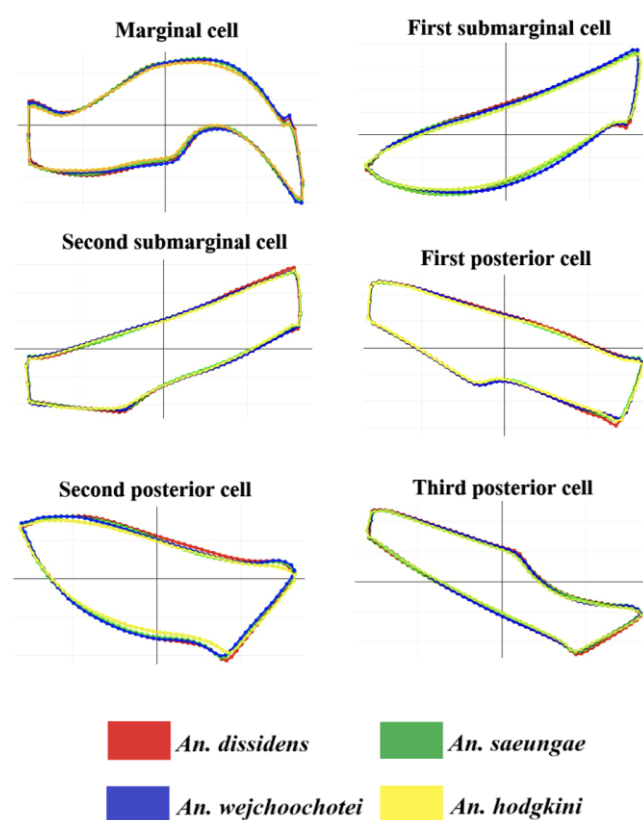 Marginal cell
First submarginal cell
Second submarginal cell
First posterior cell
Second posterior cell
Third posterior cell
An. dissidens
An. saeungae
An. wejchoochotei
An. hodgkini